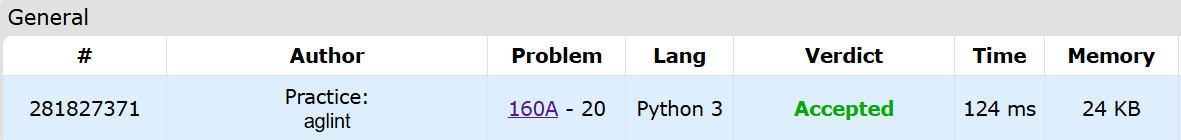 General
# Author Problem Lang Verdict Time Memory
281827371 Practice: aglint 160A - 20 Python 3 Accepted 124 ms 24 KB